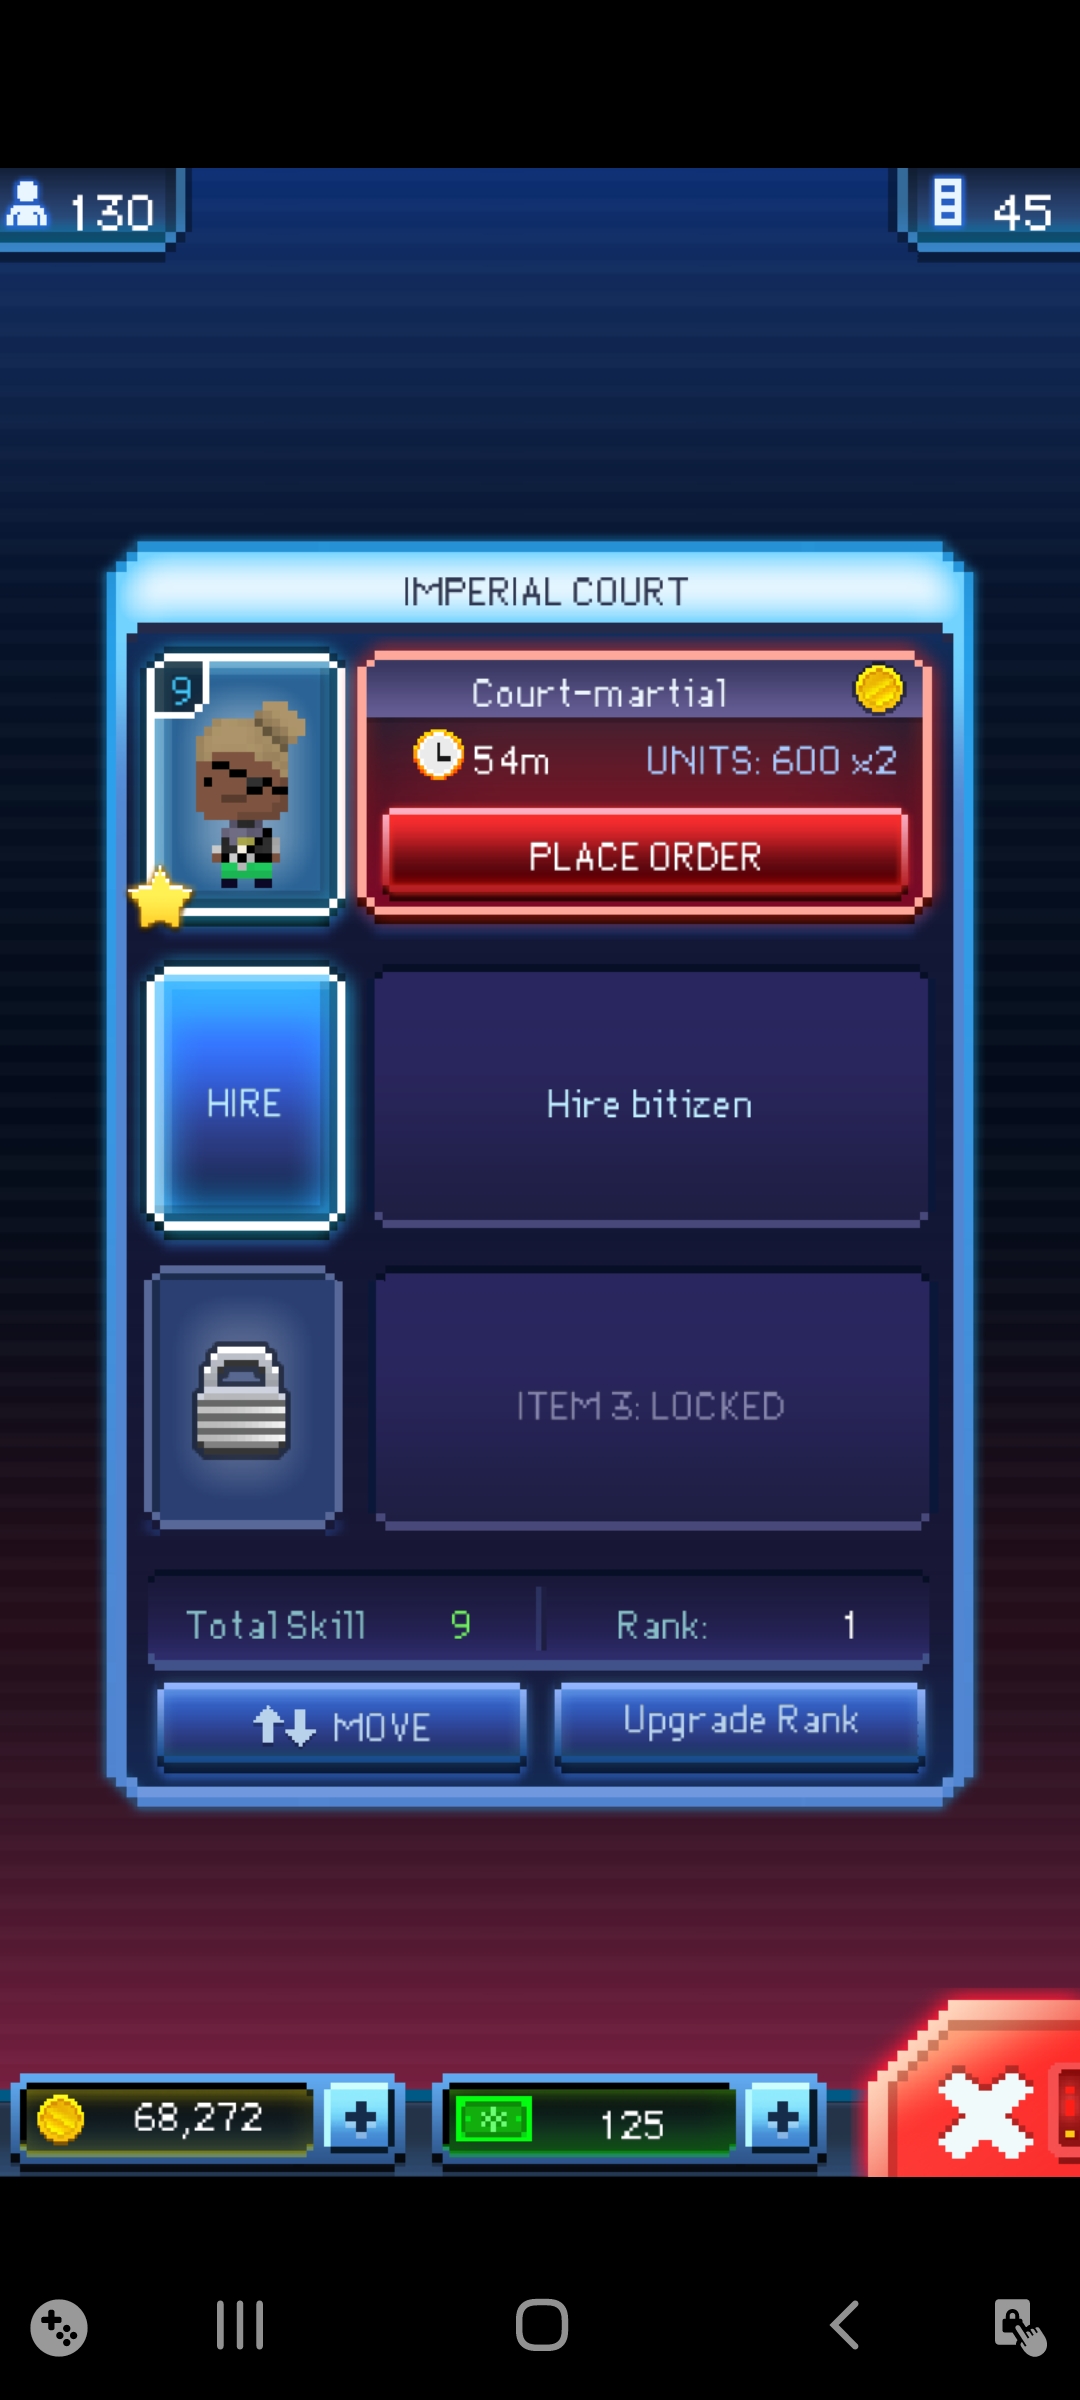 130
45
IMPERIAL COURT
9
Court-martial
54m
UNITS: 600 x2
PLACE ORDER
HIRE
Hire bitizen
ITEM 3: LOCKED
Total Skill 9
Rank: 1
MOVE
Upgrade Rank
68,272
125